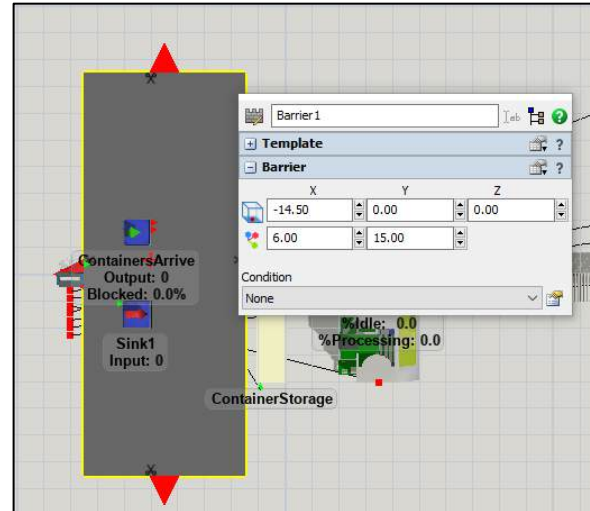 Barrier1
Template
?
Barrier
?
X Y Z
-14.50 0.00 0.00
6.00 15.00
Condition
None
ContainersArrive
Output: 0
Blocked: 0.0%
Sink1
Input: 0
%Idle: 0.0
%Processing: 0.0
ContainerStorage